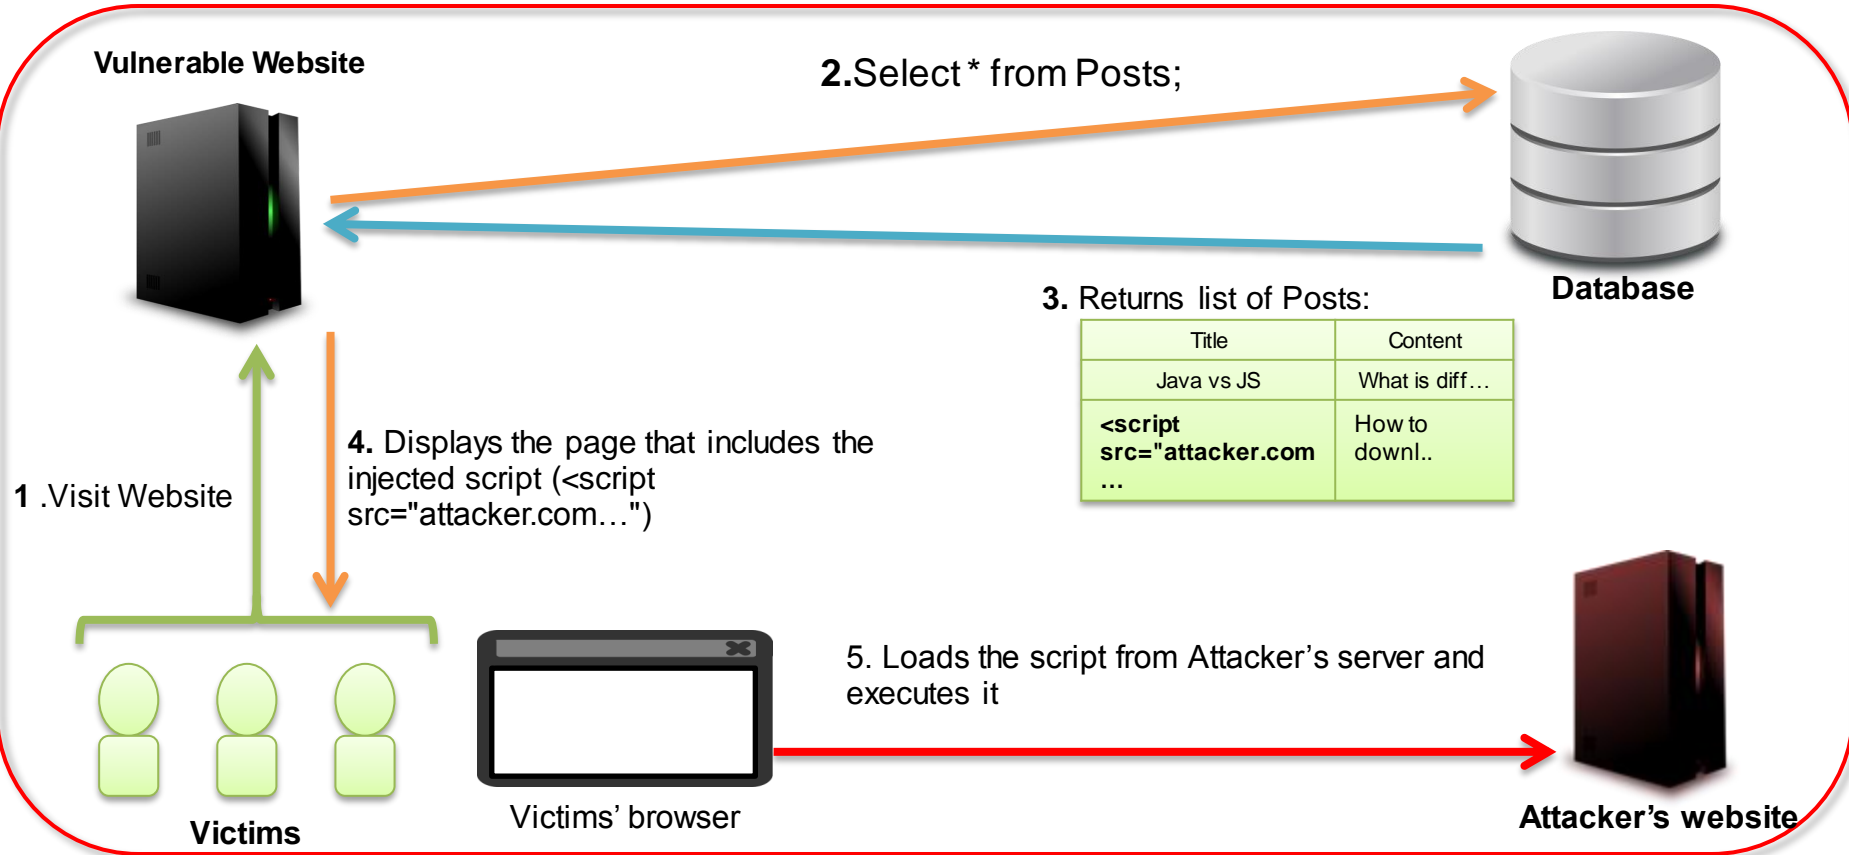 Vulnerable Website
2.Select * from Posts;
Database
3. Returns list of Posts:
Title Content
Java vs JS What is diff…
<script
src="attacker.com
…
How to
downl..
4. Displays the page that includes the
injected script (<script
src="attacker.com…")
1 .Visit Website
5. Loads the script from Attacker’s server and
executes it
Victims
Victims’ browser
Attacker’s website